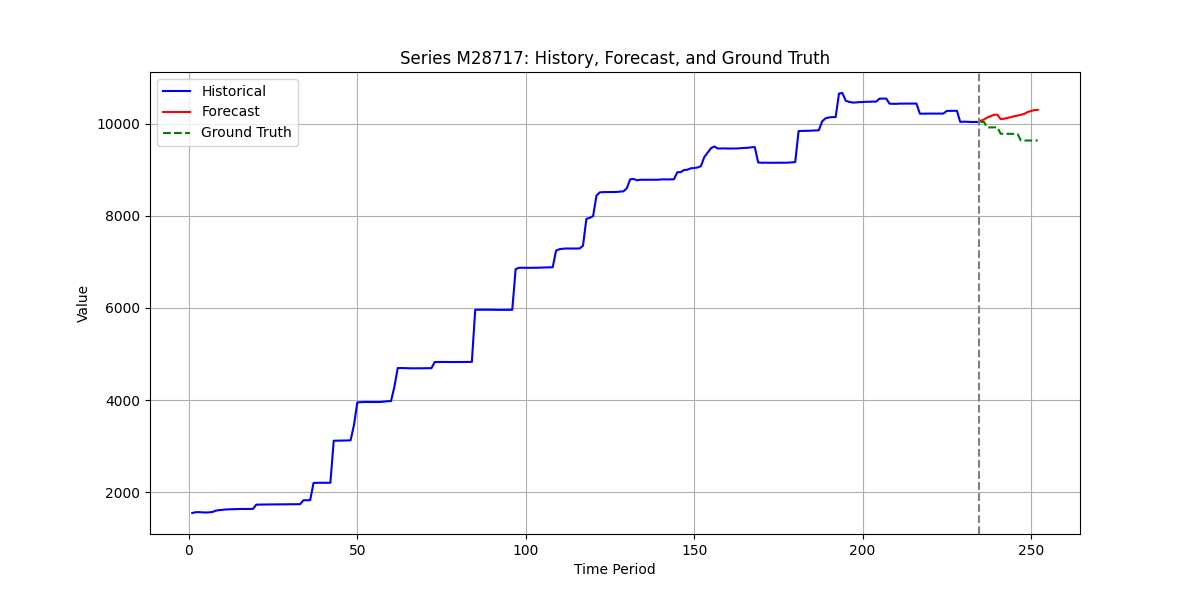 Series M28717: History, Forecast, and Ground Truth
Historical
Forecast
Ground Truth
10000
8000
6000
4000
2000
Value
0
50
100
150
200
250
Time Period